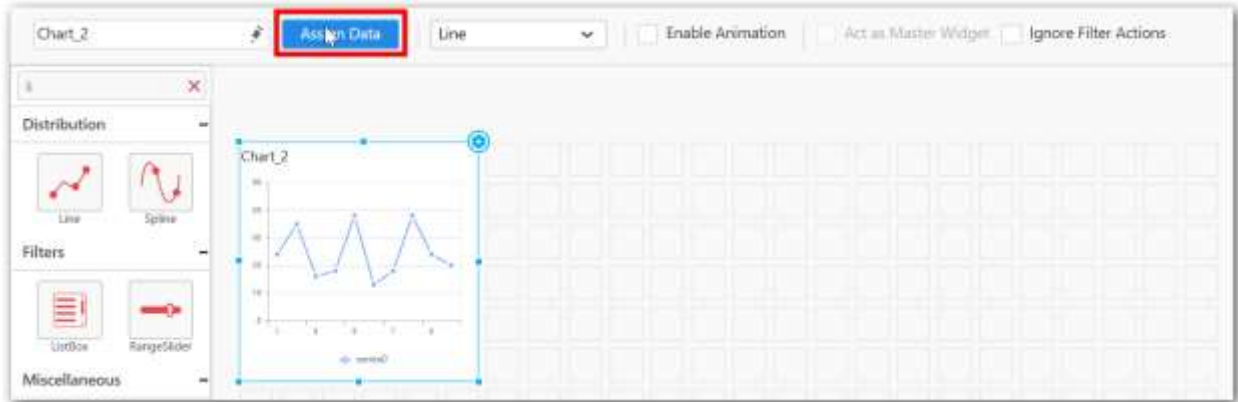 Chart_2
Assign Data
Line
Enable Animation
Act as Master Widget
Ignore Filter Actions
Distribution
Chart_2
Line
Spline
Filters
ListBox
RangeSlider
Miscellaneous